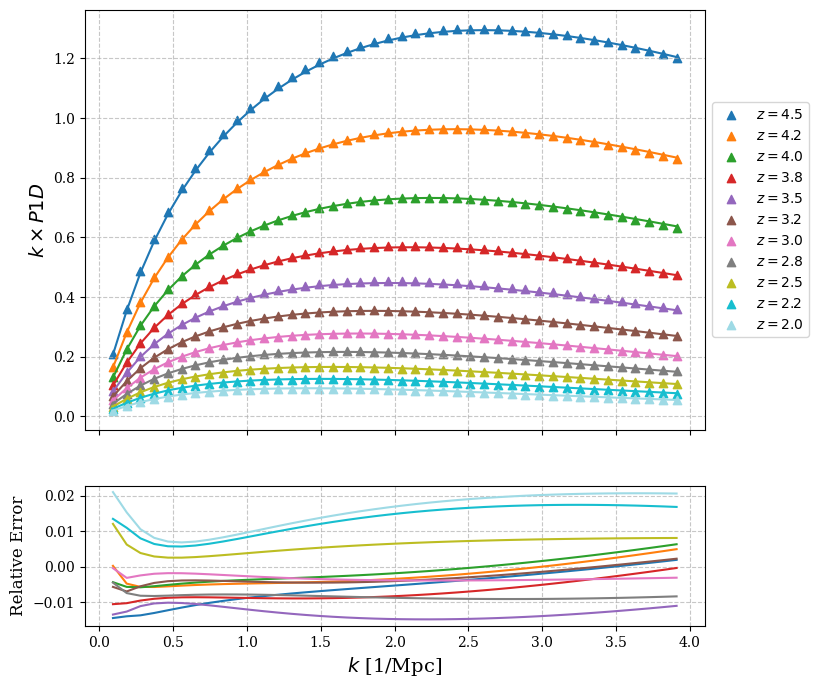 1.2
1.0
0.8
0.6
0.4
0.2
0.0
k × P1D
z = 4.5
z = 4.2
z = 4.0
z = 3.8
z = 3.5
z = 3.2
z = 3.0
z = 2.8
z = 2.5
z = 2.2
z = 2.0
0.02
0.01
0.00
−0.01
Relative Error
0.0 0.5 1.0 1.5 2.0 2.5 3.0 3.5 4.0
k [1/Mpc]